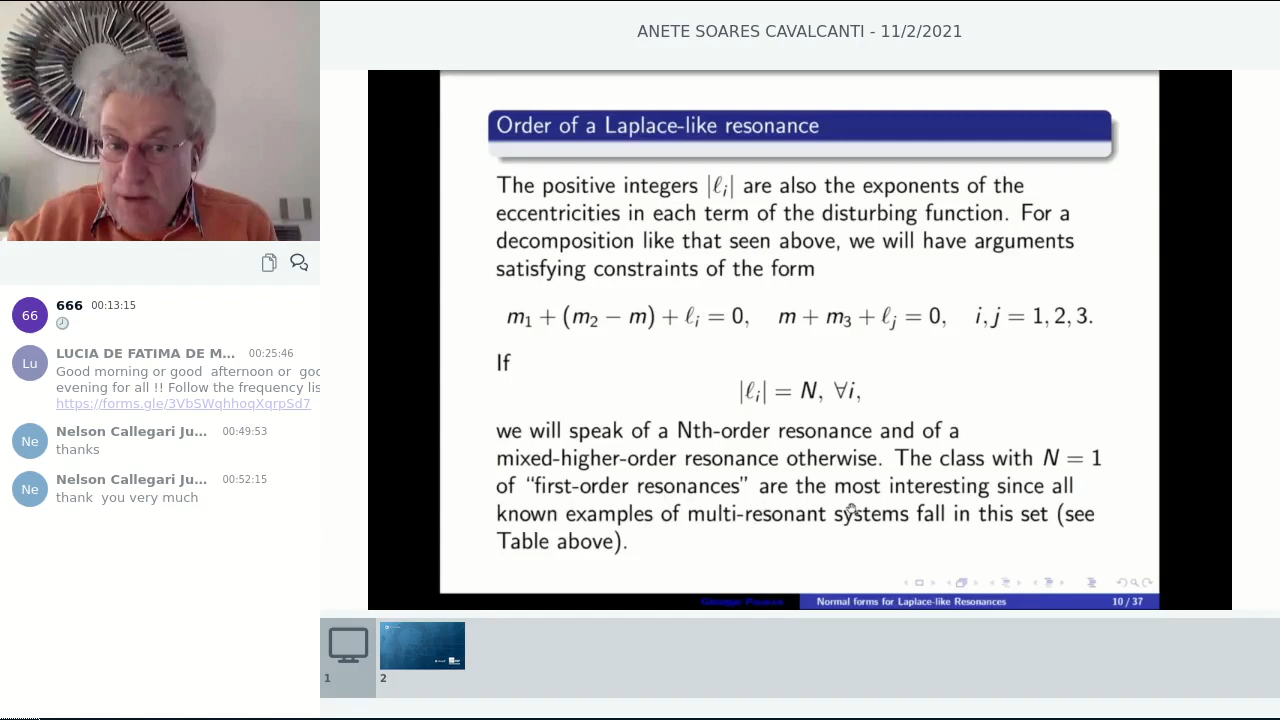 ANETE SOARES CAVALCANTI - 11/2/2021
Order of a Laplace-like resonance
The positive integers |ℓi| are also the exponents of the
eccentricities in each term of the disturbing function. For a
decomposition like that seen above, we will have arguments
satisfying constraints of the form
m1 + (m2 − m) + ℓi = 0, m + m3 + ℓj = 0, i, j = 1, 2, 3.
If
|ℓi| = N, ∀i,
we will speak of a Nth-order resonance and of a
mixed-higher-order resonance otherwise. The class with N = 1
of “first-order resonances” are the most interesting since all
known examples of multi-resonant systems fall in this set (see
Table above).
Normal forms for Laplace-like Resonances
10 / 37
66
666 00:13:15
Lu
LUCIA DE FATIMA DE M... 00:25:46
Good morning or good afternoon or goo
evening for all !! Follow the frequency lis
https://forms.gle/3VbSWqhhoqXqrpSd7
Ne
Nelson Callegari Ju... 00:49:53
thanks
Ne
Nelson Callegari Ju... 00:52:15
thank you very much
1
2